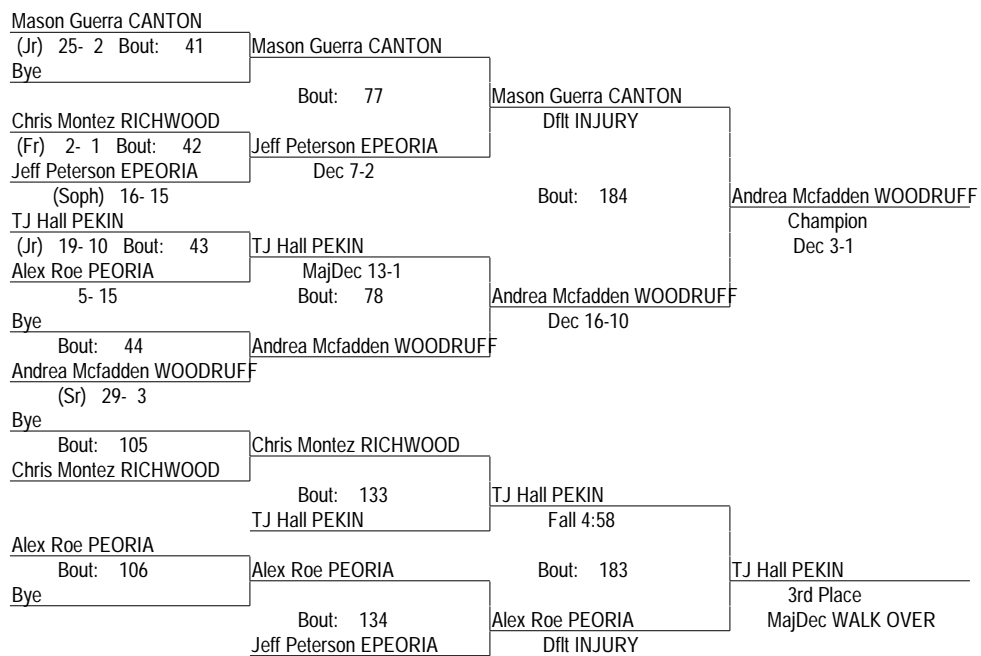 Mason Guerra CANTON
(Jr) 25- 2 Bout: 41
Bye
Mason Guerra CANTON
Bout: 77
Chris Montez RICHWOOD
(Fr) 2- 1 Bout: 42
Jeff Peterson EPEORIA
(Soph) 16- 15
Jeff Peterson EPEORIA
Dec 7-2
Mason Guerra CANTON
Dflt INJURY
Bout: 184
TJ Hall PEKIN
(Jr) 19- 10 Bout: 43
Alex Roe PEORIA
5- 15
TJ Hall PEKIN
MajDec 13-1
Bout: 78
Bye
Bout: 44
Andrea Mcfadden WOODRUFF
(Sr) 29- 3
Andrea Mcfadden WOODRUFF
Andrea Mcfadden WOODRUFF
Dec 16-10
Andrea Mcfadden WOODRUFF
Champion
Dec 3-1
Bye
Bout: 105
Chris Montez RICHWOOD
Chris Montez RICHWOOD
Bout: 133
TJ Hall PEKIN
TJ Hall PEKIN
Fall 4:58
Bout: 183
Alex Roe PEORIA
Bout: 106
Bye
Alex Roe PEORIA
Bout: 134
Jeff Peterson EPEORIA
Alex Roe PEORIA
Dflt INJURY
TJ Hall PEKIN
3rd Place
MajDec WALK OVER